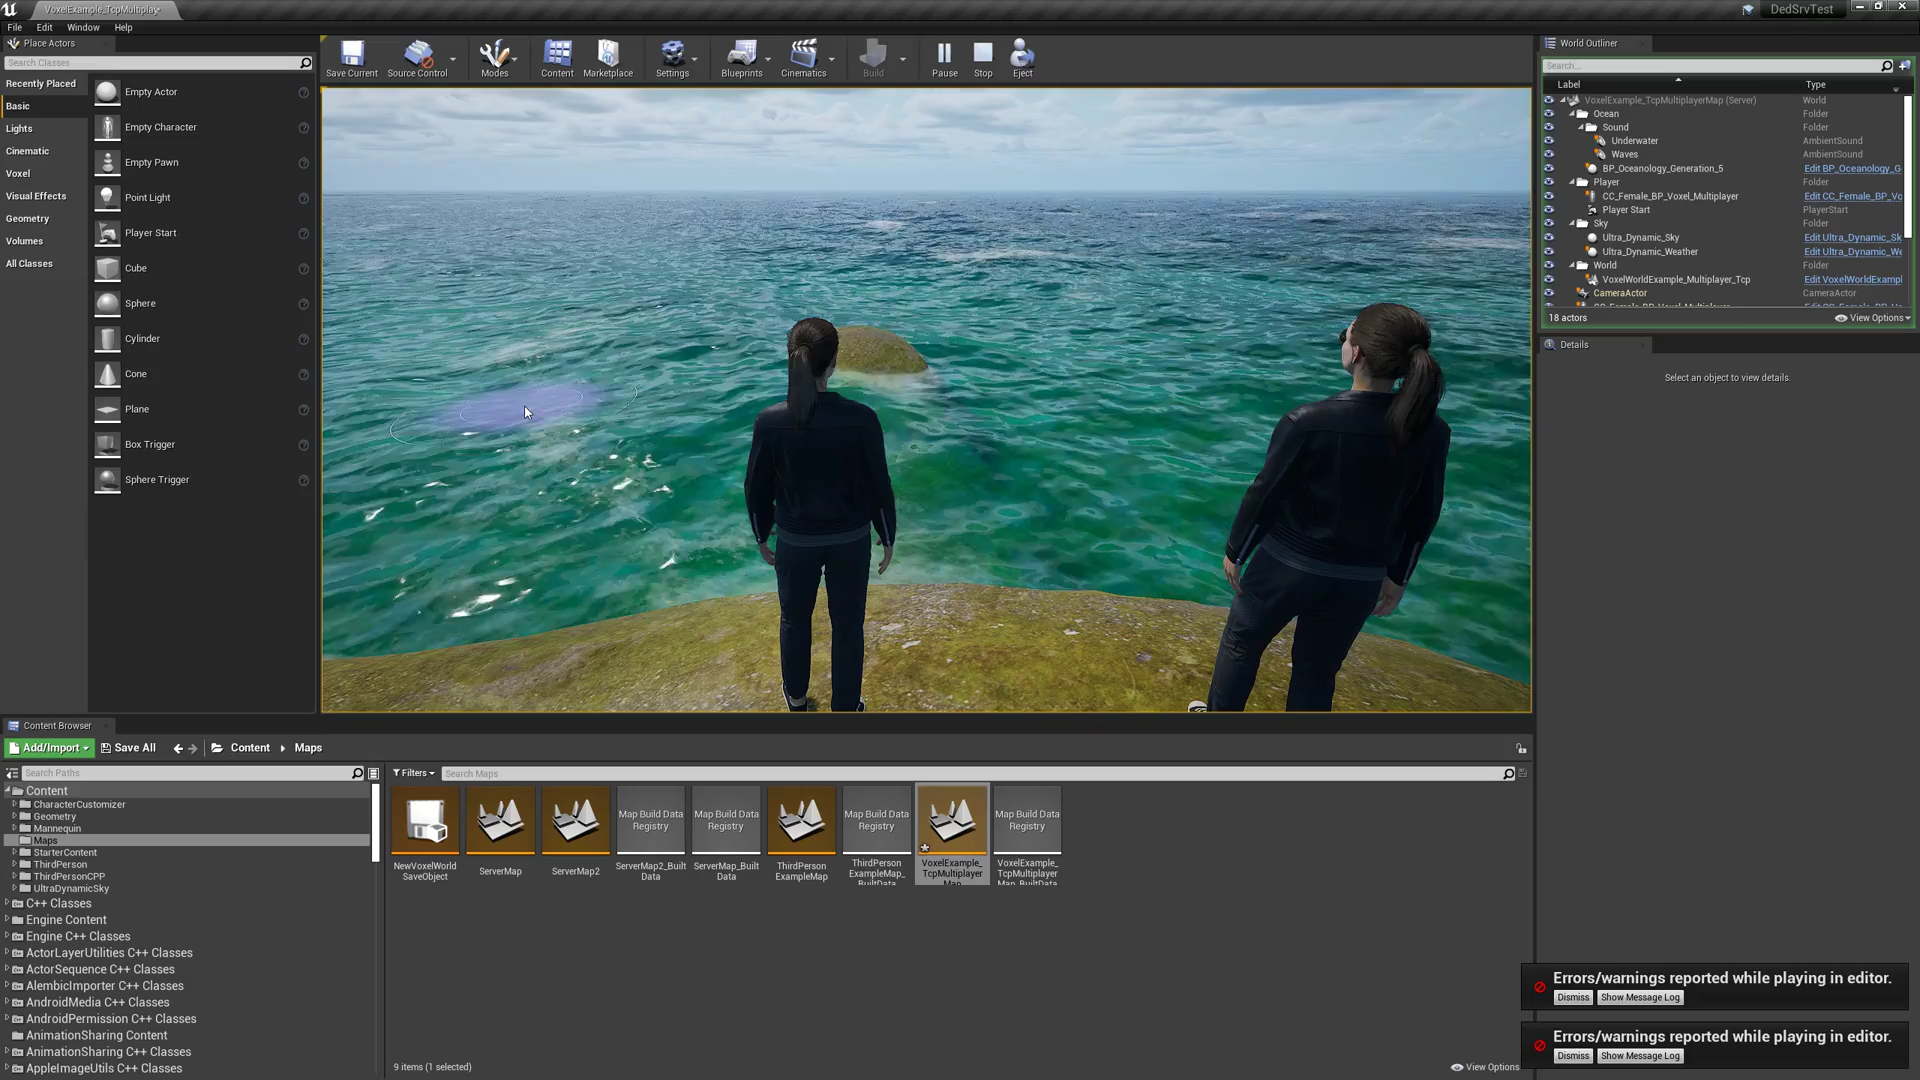 VoxelExample_TcpMultiplay
DedSrvTest
File Edit Window Help
Place Actors
Search Classes
Recently Placed
Basic
Lights
Cinematic
Voxel
Visual Effects
Geometry
Volumes
All Classes
Empty Actor
Empty Character
Empty Pawn
Point Light
Player Start
Cube
Sphere
Cylinder
Cone
Plane
Box Trigger
Sphere Trigger
Save Current
Source Control
Modes
Content
Marketplace
Settings
Blueprints
Cinematics
Build
Pause
Stop
Eject
World Outliner
Search...
Label Type
VoxelExample_TcpMultiplayerMap (Server) World
Ocean Folder
Sound Folder
Underwater AmbientSound
Waves AmbientSound
BP_Oceanology_Generation_5 Edit BP_Oceanology_G
Player Folder
CC_Female_BP_Voxel_Multiplayer Edit CC_Female_BP_Vo
Player Start PlayerStart
Sky Folder
Ultra_Dynamic_Sky Edit Ultra_Dynamic_Sk
Ultra_Dynamic_Weather Edit Ultra_Dynamic_We
World Folder
VoxelWorldExample_Multiplayer_Tcp Edit VoxelWorldExampl
CameraActor CameraActor
18 actors View Options
Details
Select an object to view details.
Content Browser
Add/Import Save All Content Maps
Search Paths
Content
CharacterCustomizer
Geometry
Mannequin
Maps
StarterContent
ThirdPerson
ThirdPersonCPP
UltraDynamicSky
C++ Classes
Engine Content
Engine C++ Classes
ActorLayerUtilities C++ Classes
ActorSequence C++ Classes
AlembicImporter C++ Classes
AndroidMedia C++ Classes
AndroidPermission C++ Classes
AnimationSharing Content
AnimationSharing C++ Classes
AppleImageUtils C++ Classes
Filters Search Maps
NewVoxelWorld
SaveObject
ServerMap
ServerMap2
Map Build Data
Registry
ServerMap2_Built
Data
Map Build Data
Registry
ServerMap_Built
Data
ThirdPerson
ExampleMap
Map Build Data
Registry
ThirdPerson
ExampleMap_
BuiltData
VoxelExample_
TcpMultiplayer
Map
Map Build Data
Registry
VoxelExample_
TcpMultiplayer
Map_BuiltData
9 items (1 selected)
View Options
Errors/warnings reported while playing in editor.
Dismiss Show Message Log
Errors/warnings reported while playing in editor.
Dismiss Show Message Log